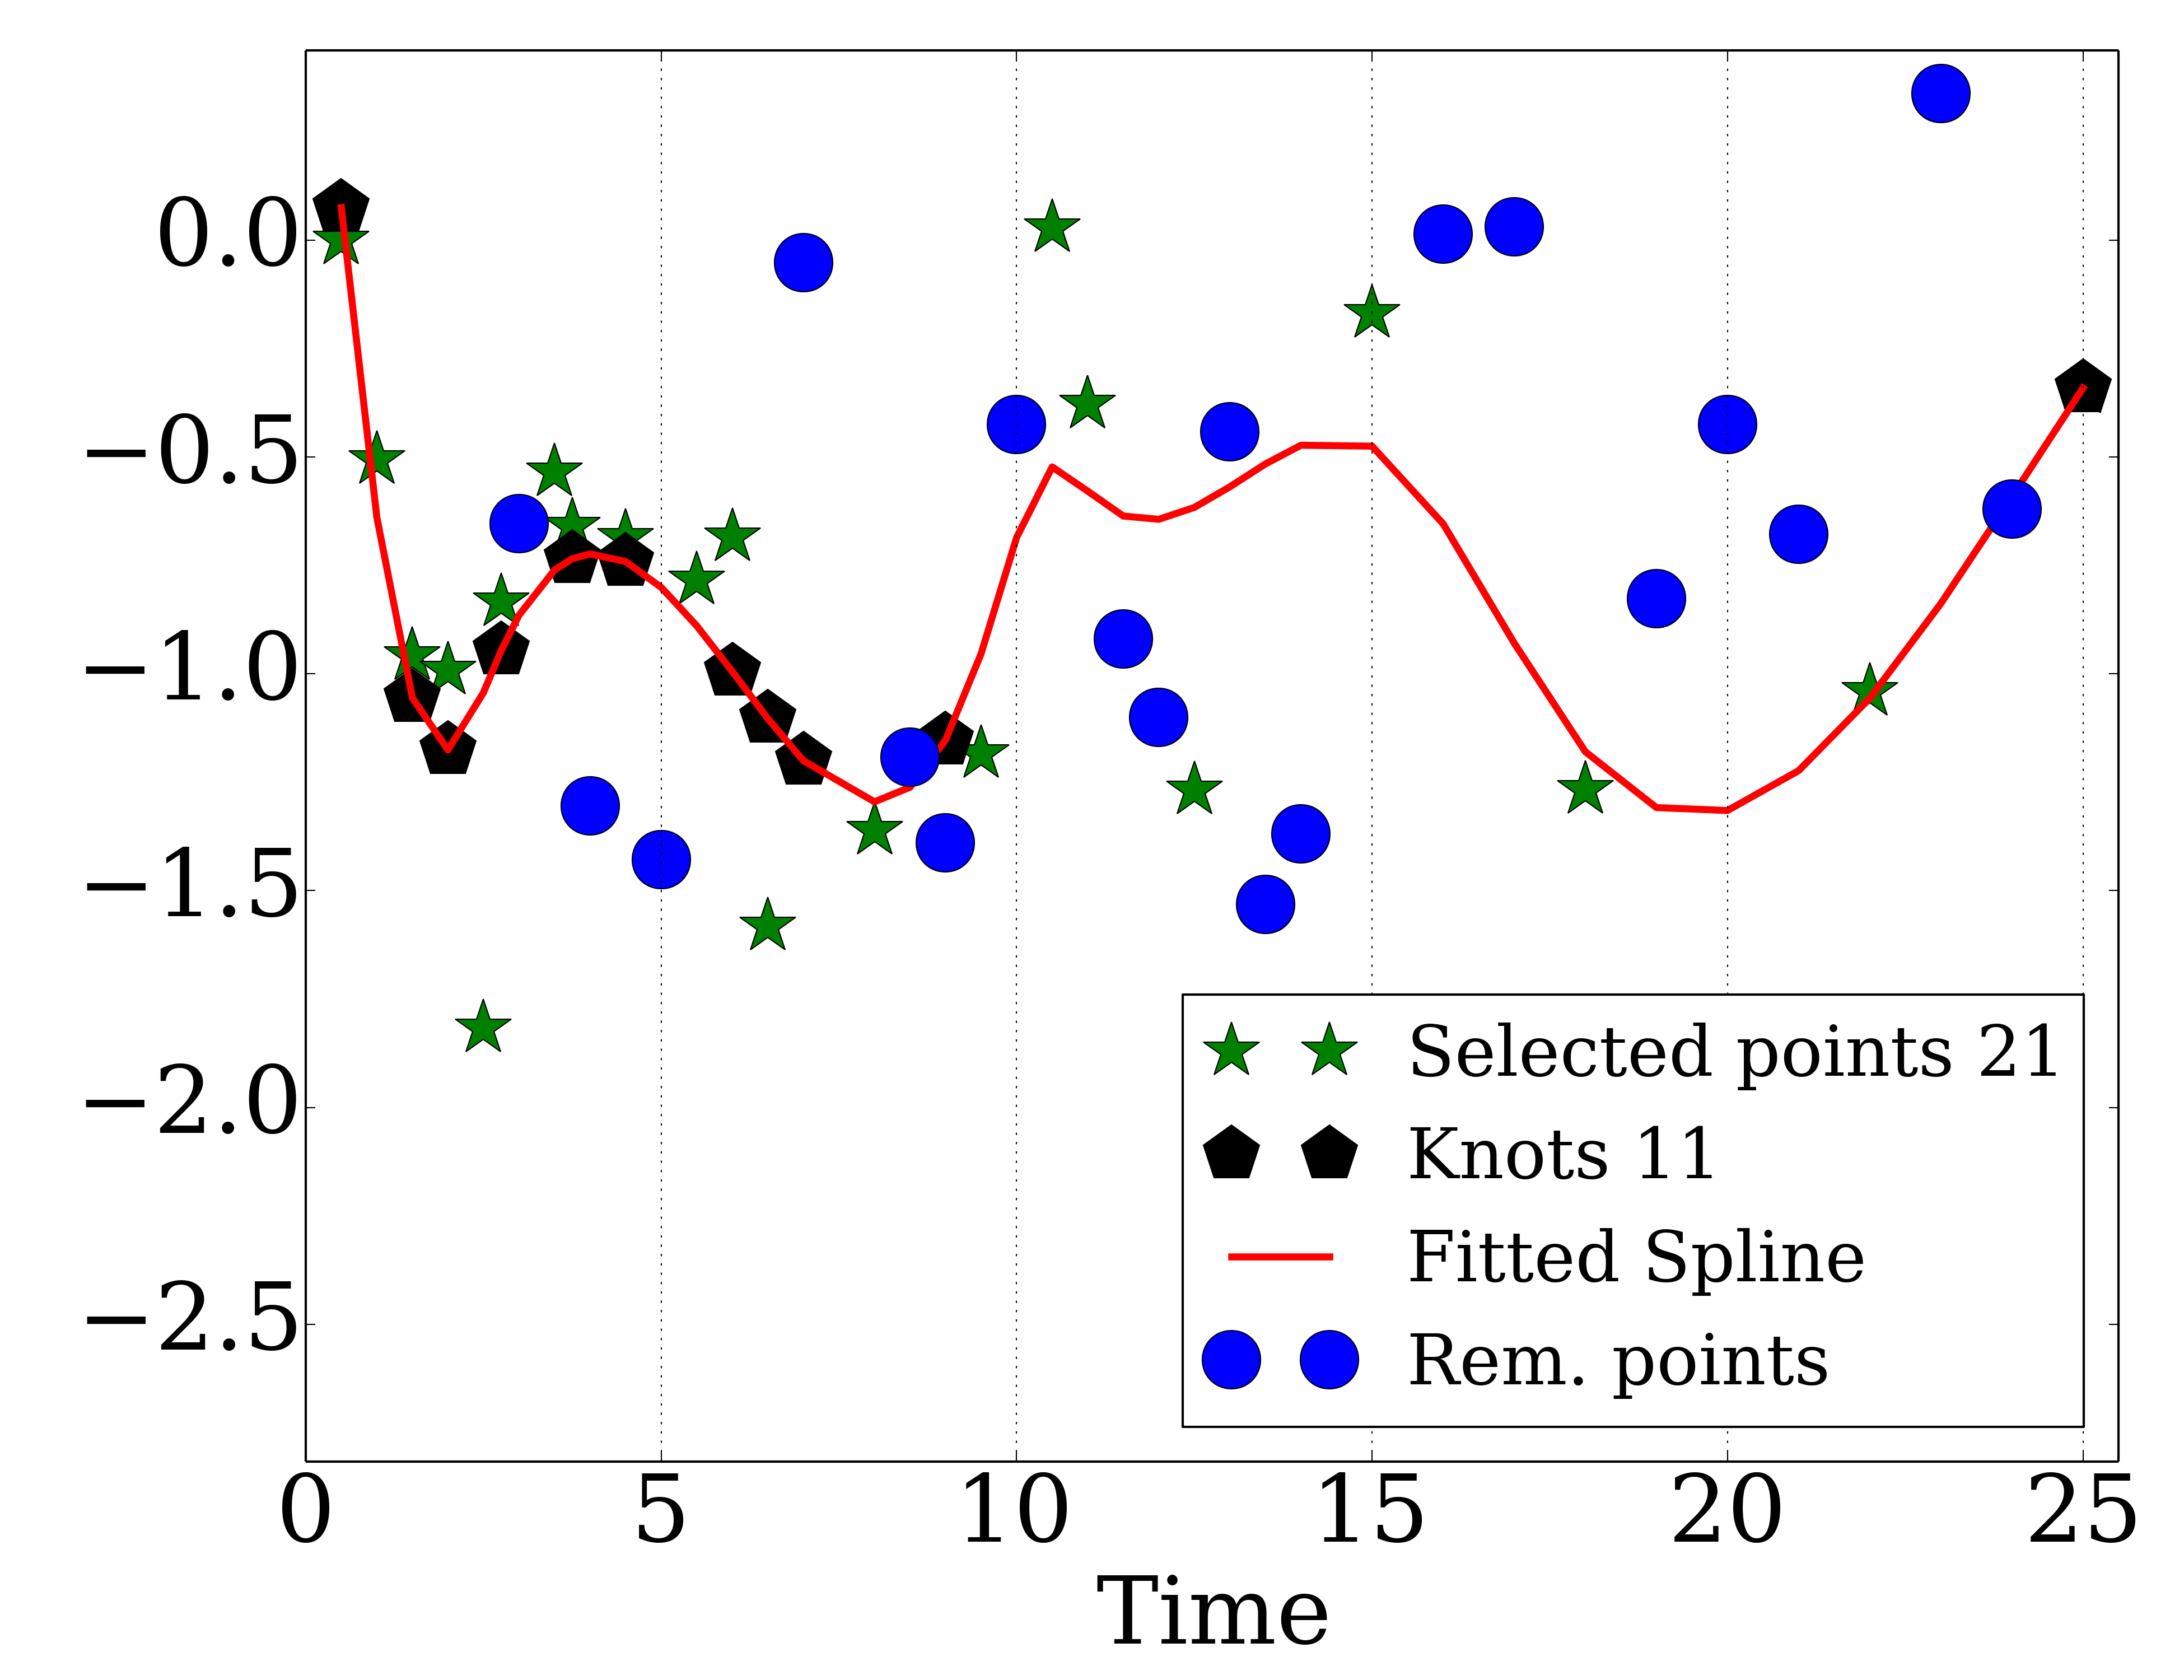 0.0
−0.5
−1.0
−1.5
−2.0
−2.5
Selected points 21
Knots 11
Fitted Spline
Rem. points
0 5 10 15 20 25
Time